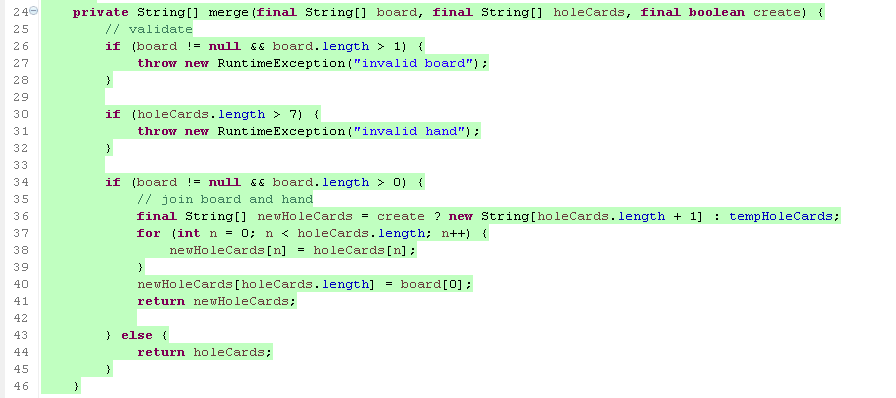 24 private String[] merge(final String[] board, final String[] holeCards, final boolean create) {
25 // validate
26 if (board != null && board.length > 1) {
27 throw new RuntimeException("invalid board");
28 }
29
30 if (holeCards.length > 7) {
31 throw new RuntimeException("invalid hand");
32 }
33
34 if (board != null && board.length > 0) {
35 // join board and hand
36 final String[] newHoleCards = create ? new String[holeCards.length + 1] : tempHoleCards;
37 for (int n = 0; n < holeCards.length; n++) {
38 newHoleCards[n] = holeCards[n];
39 }
40 newHoleCards[holeCards.length] = board[0];
41 return newHoleCards;
42
43 } else {
44 return holeCards;
45 }
46 }